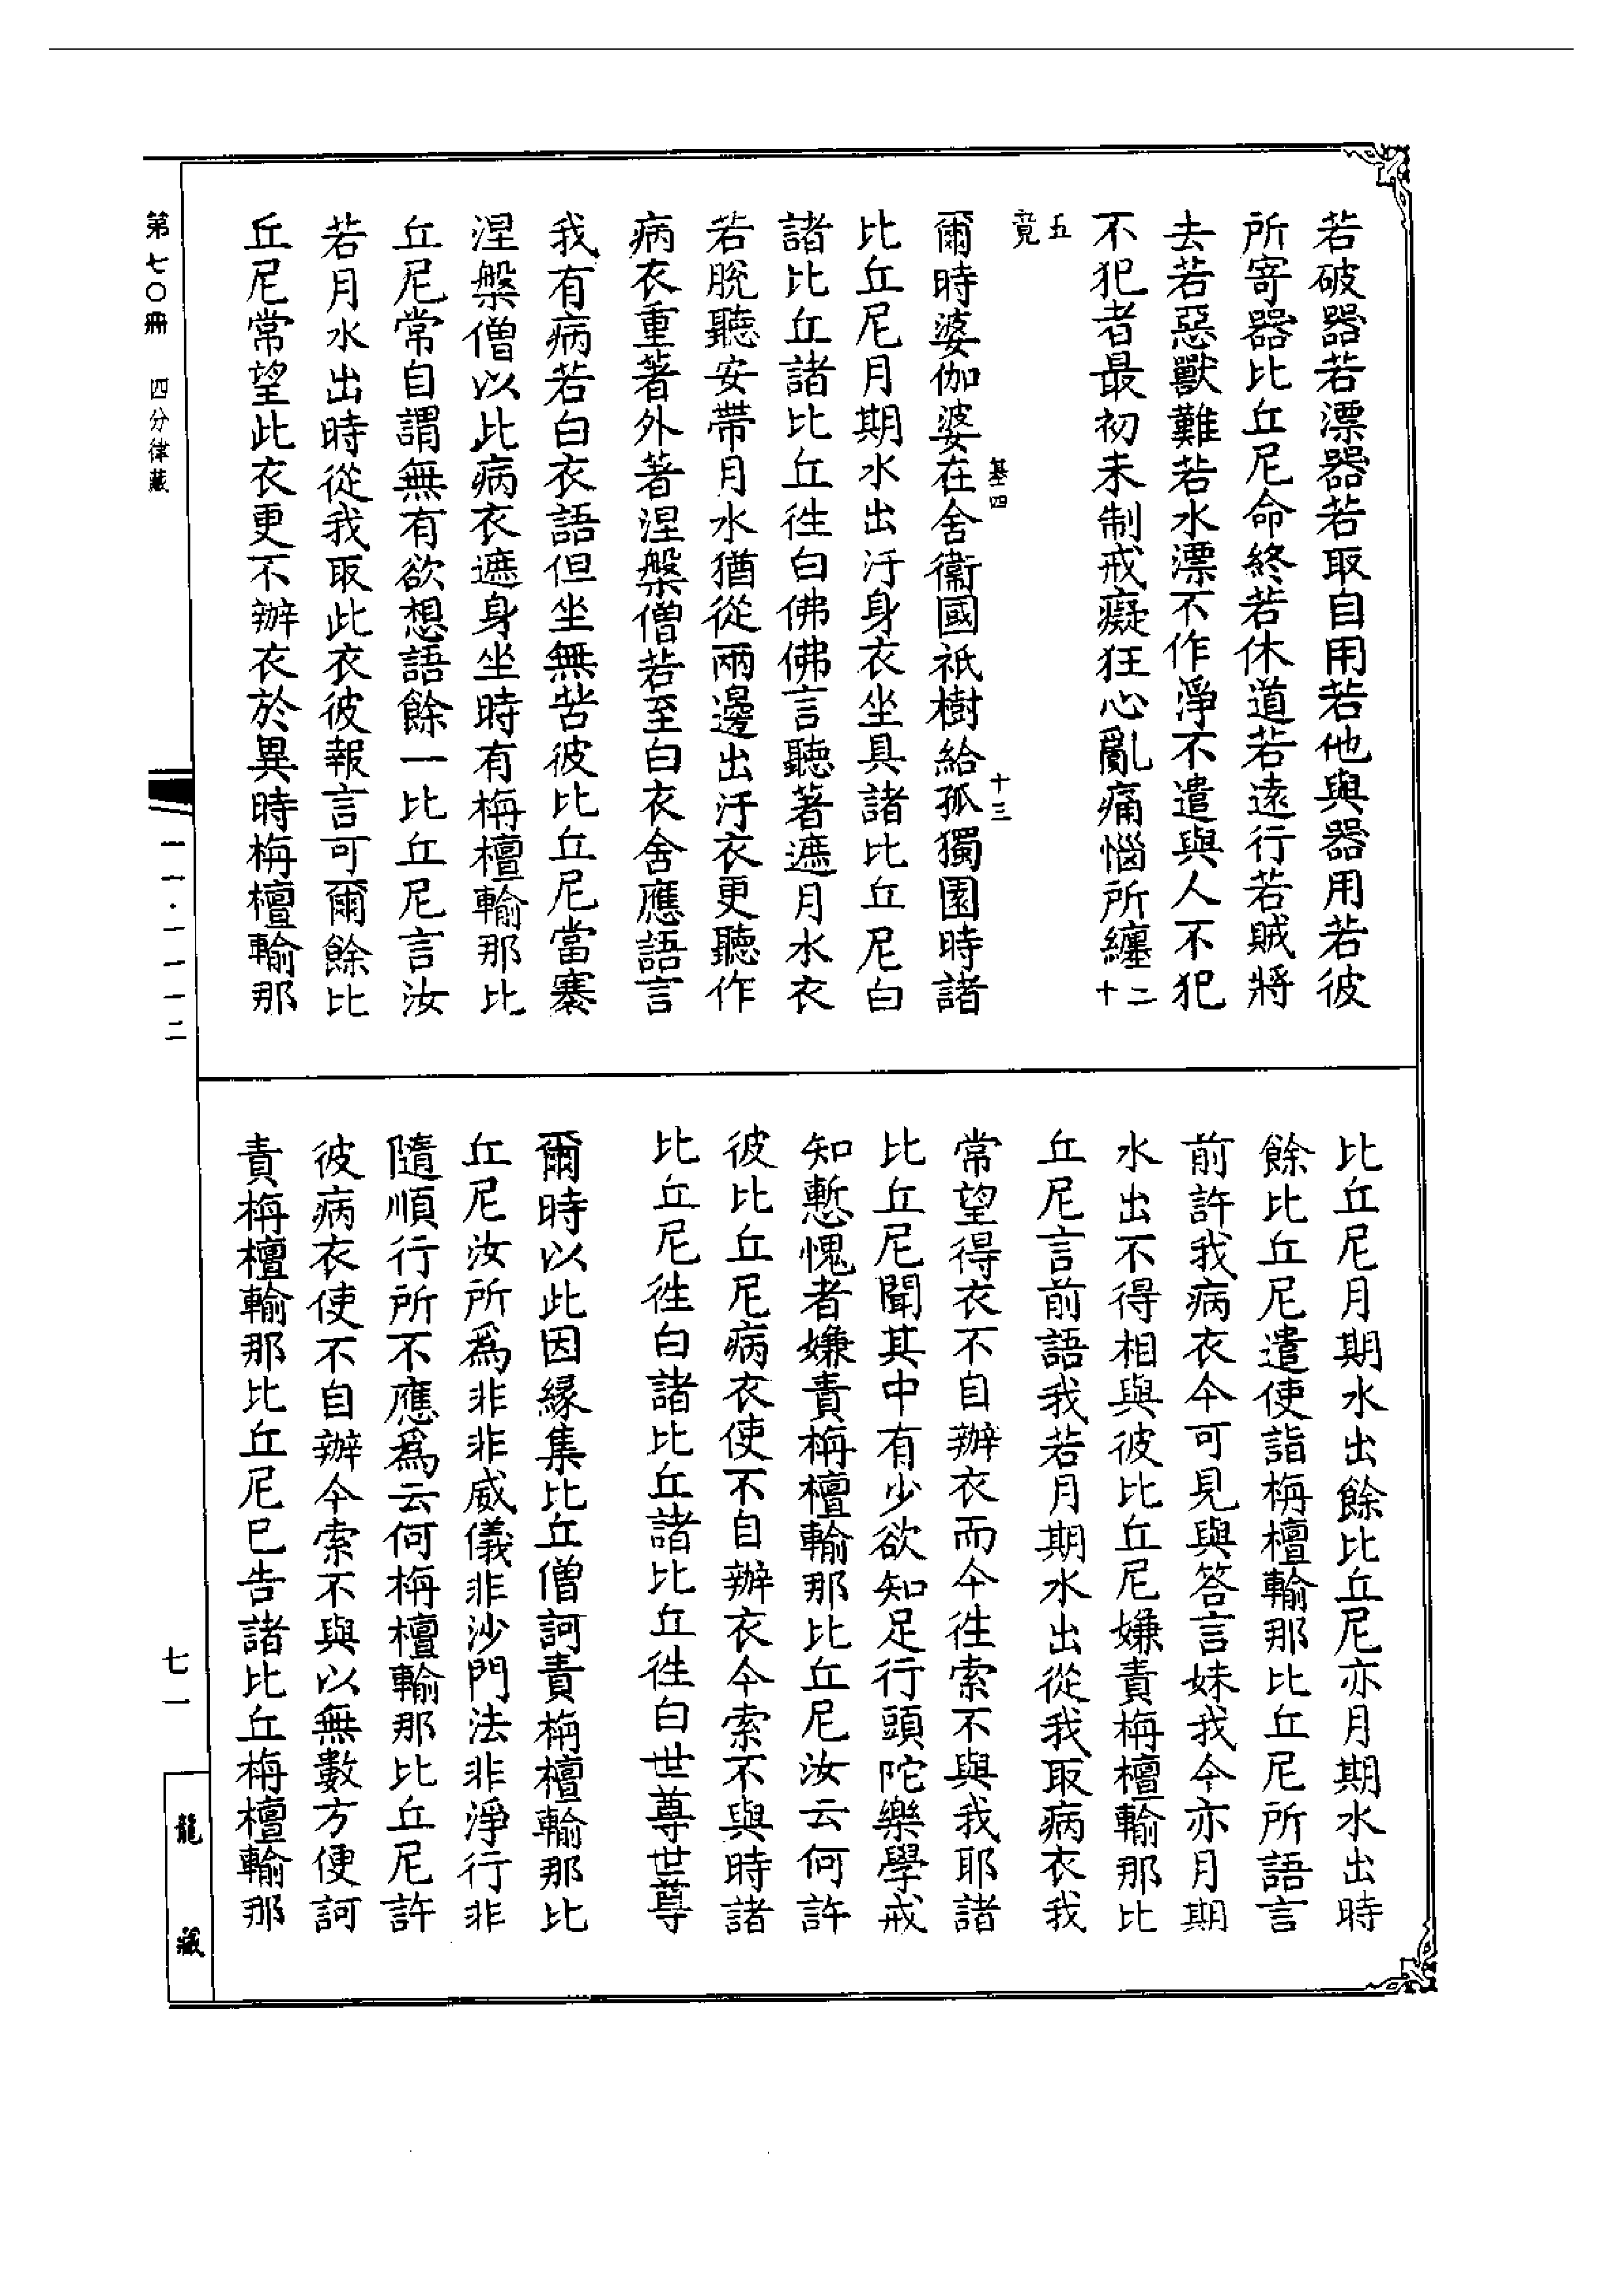 若破器若漂器若取自用若他與器用若彼
所寄器比丘尼命終若休道若遠行若賊將
去若惡獸難若水漂不作淨不遣與人不犯
不犯者最初未制戒癡狂心亂痛惱所纏二十
五
竟
爾時婆伽婆在舍衞國祇樹給孤獨園時諸
基四
十三
比丘尼月期水出汙身衣坐具諸比丘尼白
諸比丘諸比丘徃白佛佛言聽著遮月水衣
若脫聽安帶月水猶從兩邊出汙衣更聽作
病衣重著外著涅槃僧若至白衣舍應語言
我有病若白衣語但坐無苦彼比丘尼當褰
涅槃僧以此病衣遮身坐時有栴檀輸那比
丘尼常自謂無有欲想語餘一比丘尼言汝
若月水出時從我取此衣彼報言可爾餘比
丘尼常望此衣更不辦衣於異時栴檀輸那
比丘尼月期水出餘比丘尼亦月期水出時
餘比丘尼遣使詣栴檀輸那比丘尼所語言
前許我病衣今可見與答言妹我今亦月期
水出不得相與彼比丘尼嫌責栴檀輸那比
丘尼言前語我若月期水出從我取病衣我
常望得衣不自辦衣而今徃索不與我耶諸
比丘尼聞其中有少欲知足行頭陀樂學戒
知慙愧者嫌責栴檀輸那比丘尼汝云何許
彼比丘尼病衣使不自辦衣今索不與時諸
比丘尼徃白諸比丘諸比丘徃白世尊世尊
爾時以此因緣集比丘僧訶責栴檀輸那比
丘尼汝所爲非非威儀非沙門法非淨行非
隨順行所不應爲云何栴檀輸那比丘尼許
彼病衣使不自辦今索不與以無數方便訶
責栴檀輸那比丘尼已告諸比丘栴檀輸那
第七〇冊 四分律藏
一一·一一一二
七一
龍藏